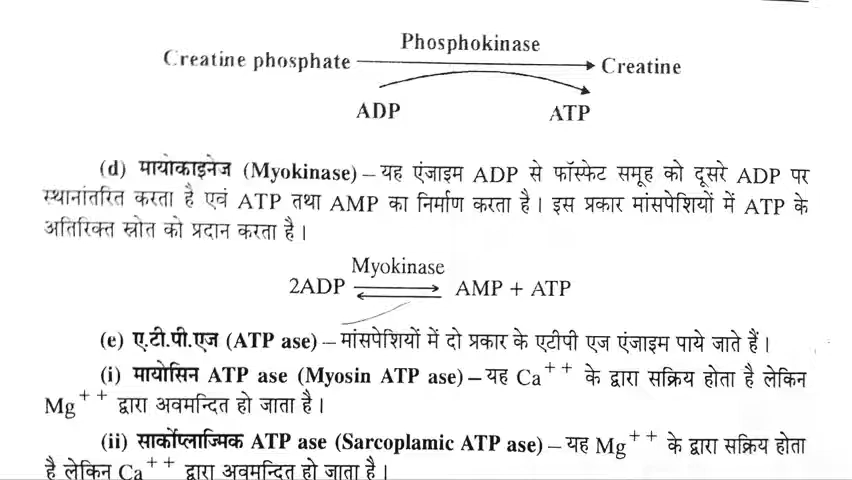 Phosphokinase
Creatine phosphate → Creatine
ADP ATP
(d) मायोकाइनेज (Myokinase) – यह एंज़ाइम ADP से फॉस्फेट समूह को दूसरे ADP पर
स्थानांतरित करता है एवं ATP तथा AMP का निर्माण करता है। इस प्रकार मांसपेशियों में ATP के
अतिरिक्त स्रोत को प्रदान करता है।
Myokinase
2ADP ⇌ AMP + ATP
(e) ए.टी.पी.एज (ATP ase) – मांसपेशियों में दो प्रकार के एटीपी एज एंज़ाइम पाये जाते हैं।
(i) मायोसिन ATP ase (Myosin ATP ase) – यह Ca++ के द्वारा सक्रिय होता है लेकिन
Mg++ द्वारा अवमन्दित हो जाता है।
(ii) सार्कोप्लाज्मिक ATP ase (Sarcoplamic ATP ase) – यह Mg++ के द्वारा सक्रिय होता
है लेकिन Ca++ द्वारा अवमन्दित हो जाता है।